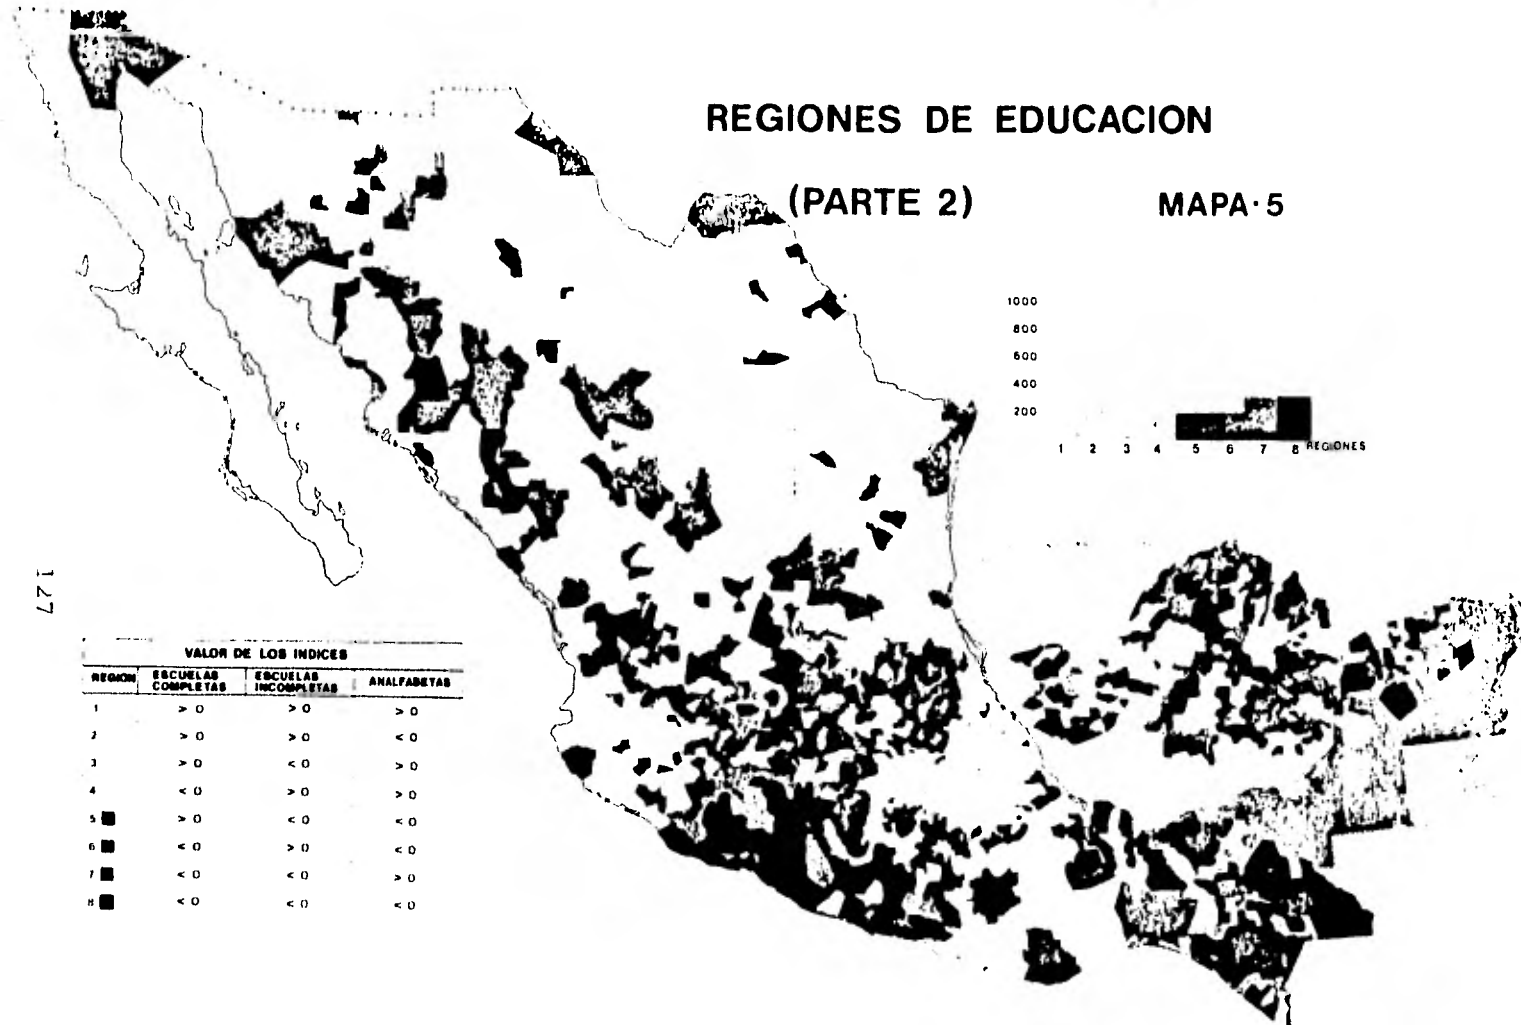 REGIONES DE EDUCACION
(PARTE 2)
MAPA·5
1000
800
600
400
200
1 2 3 4 5 6 7 8 REGIONES
127
VALOR DE LOS INDICES
REGION ESCUELAS COMPLETAS ESCUELAS INCOMPLETAS ANALFABETAS
1 > 0 > 0 > 0
2 > 0 > 0 < 0
3 > 0 < 0 > 0
4 < 0 > 0 > 0
5 > 0 < 0 < 0
6 < 0 > 0 < 0
7 < 0 < 0 > 0
8 < 0 < 0 < 0